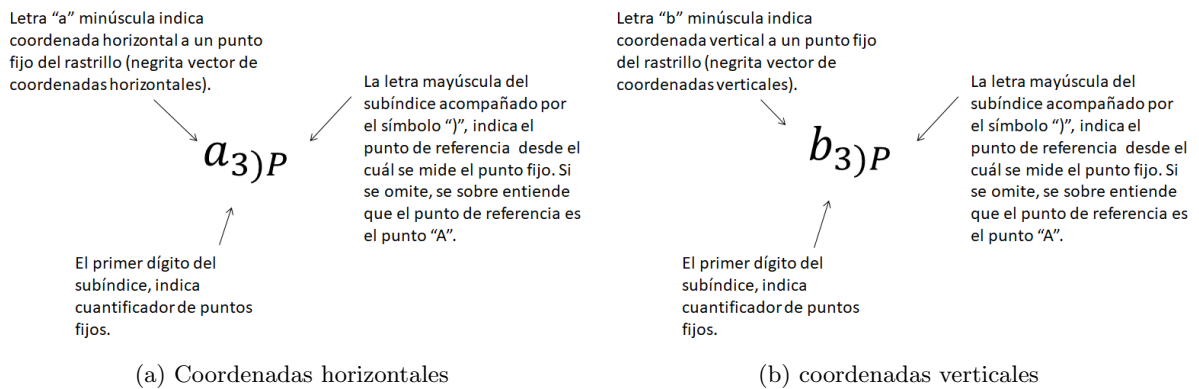 Letra “a” minúscula indica
coordenada horizontal a un punto
fijo del rastrillo (negrita vector de
coordenadas horizontales).
La letra mayúscula del
subíndice acompañado por
el símbolo “)”, indica el
punto de referencia desde el
cuál se mide el punto fijo. Si
se omite, se sobre entiende
que el punto de referencia es
el punto “A”.
a3)P
El primer dígito del
subíndice, indica
cuantificador de puntos
fijos.
(a) Coordenadas horizontales
Letra “b” minúscula indica
coordenada vertical a un punto fijo
del rastrillo (negrita vector de
coordenadas verticales).
La letra mayúscula del
subíndice acompañado por
el símbolo “)”, indica el
punto de referencia desde el
cuál se mide el punto fijo. Si
se omite, se sobre entiende
que el punto de referencia es
el punto “A”.
b3)P
El primer dígito del
subíndice, indica
cuantificador de puntos
fijos.
(b) coordenadas verticales